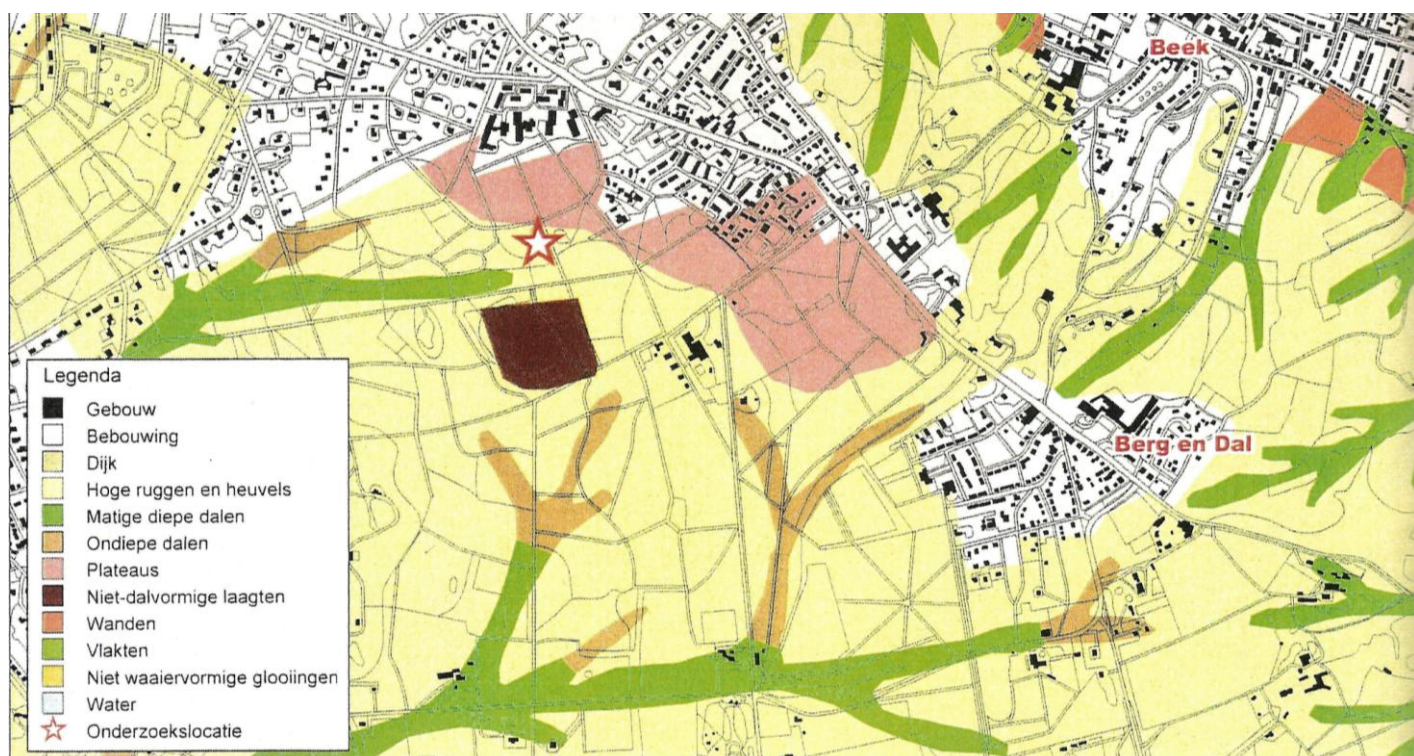 Beek
Berg en Dal
Legenda
Gebouw
Bebouwing
Dijk
Hoge ruggen en heuvels
Matige diepe dalen
Ondiepe dalen
Plateaus
Niet-dalvormige laagten
Wanden
Vlakten
Niet waaiervormige glooiingen
Water
Onderzoekslocatie